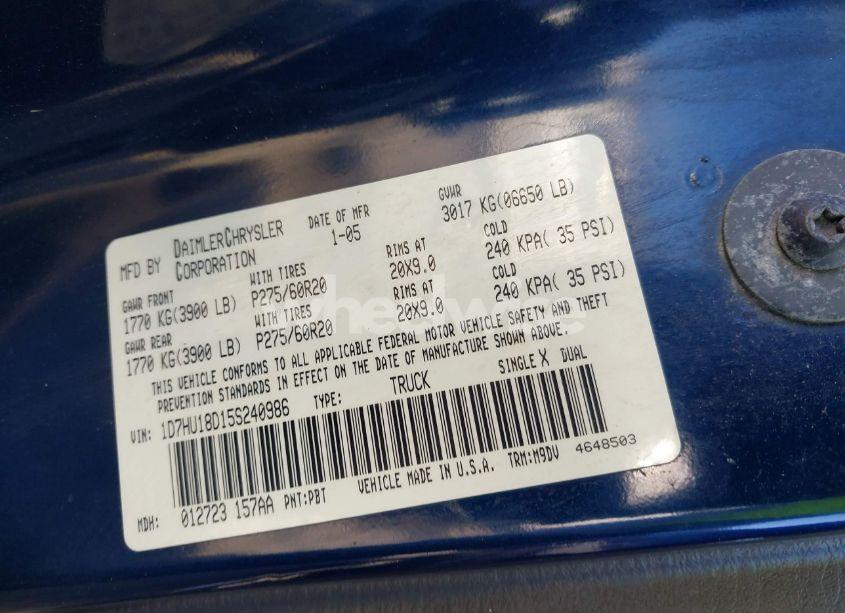 MFD BY DAIMLERCHRYSLER CORPORATION DATE OF MFR 1-05 GVWR 3017 KG(06650 LB)
GAWR FRONT WITH TIRES RIMS AT COLD
1770 KG(3900 LB) P275/60R20 20X9.0 240 KPA( 35 PSI)
GAWR REAR WITH TIRES RIMS AT COLD
1770 KG(3900 LB) P275/60R20 20X9.0 240 KPA( 35 PSI)
THIS VEHICLE CONFORMS TO ALL APPLICABLE FEDERAL MOTOR VEHICLE SAFETY AND THEFT
PREVENTION STANDARDS IN EFFECT ON THE DATE OF MANUFACTURE SHOWN ABOVE.
VIN: 1D7HU18D15S240986 TYPE: TRUCK SINGLE X DUAL
MDH: 012723 157AA PNT:PBT VEHICLE MADE IN U.S.A. TRM:M9DV 4648503